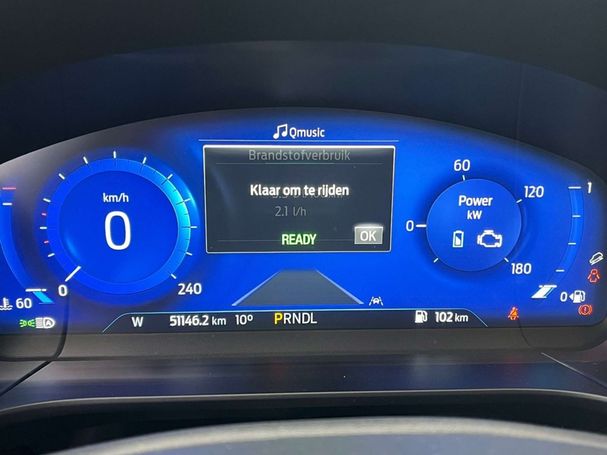 Qmusic
Brandstofverbruik
Klaar om te rijden
2.1 l/h
READY
OK
km/h
0
0
240
60
Power
kW
0
60
120
180
1
0
W 51146.2 km 10° PRNDL 102 km